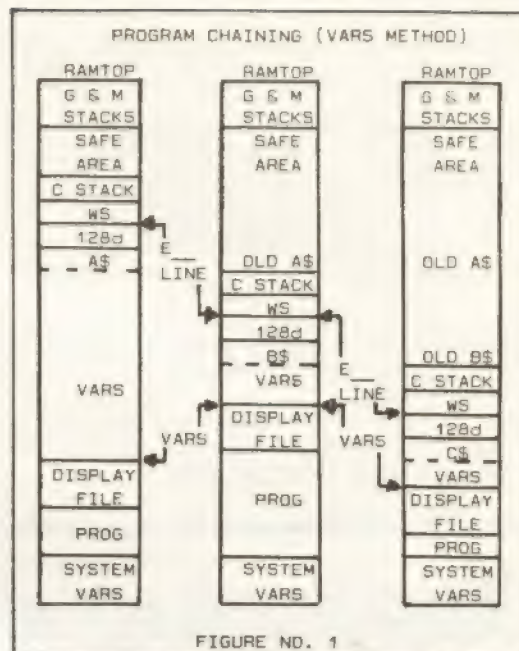 PROGRAM CHAINING (VARS METHOD)
RAMTOP
G & M
STACKS
SAFE
AREA
C STACK
WS
128d
A$
VARS
DISPLAY
FILE
PROG
SYSTEM
VARS
E__
LINE
VARS
RAMTOP
G & M
STACKS
SAFE
AREA
OLD A$
C STACK
WS
128d
B$
VARS
DISPLAY
FILE
PROG
SYSTEM
VARS
E__
LINE
VARS
RAMTOP
G & M
STACKS
SAFE
AREA
OLD A$
OLD B$
C STACK
WS
128d
C$
VARS
DISPLAY
FILE
PROG
SYSTEM
VARS
FIGURE NO. 1